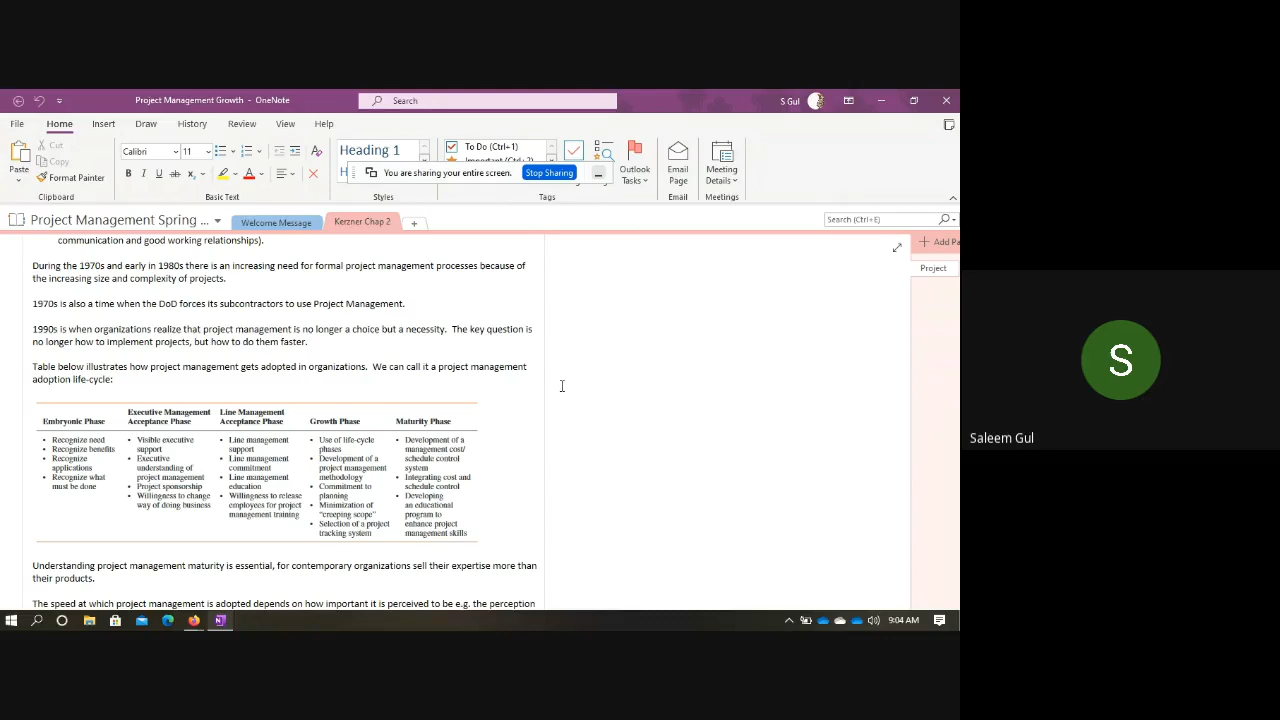 Project Management Growth - OneNote
Search
S Gul
File Home Insert Draw History Review View Help
Paste
Cut
Copy
Format Painter
Clipboard
Calibri 11
B I U ab x
A
Basic Text
Heading 1
H
Styles
To Do (Ctrl+1)
Important (Ctrl+2)
Tags
You are sharing your entire screen. Stop Sharing
Outlook
Tasks
Email
Page
Email
Meeting
Details
Meetings
Project Management Spring ...
Welcome Message
Kerzner Chap 2
Search (Ctrl+E)
Add Pa
Project
communication and good working relationships).
During the 1970s and early in 1980s there is an increasing need for formal project management processes because of
the increasing size and complexity of projects.
1970s is also a time when the DoD forces its subcontractors to use Project Management.
1990s is when organizations realize that project management is no longer a choice but a necessity. The key question is
no longer how to implement projects, but how to do them faster.
Table below illustrates how project management gets adopted in organizations. We can call it a project management
adoption life-cycle:
Embryonic Phase
• Recognize need
• Recognize benefits
• Recognize
applications
• Recognize what
must be done
Executive Management
Acceptance Phase
• Visible executive
support
• Executive
understanding of
project management
• Project sponsorship
• Willingness to change
way of doing business
Line Management
Acceptance Phase
• Line management
support
• Line management
commitment
• Line management
education
• Willingness to release
employees for project
management training
Growth Phase
• Use of life-cycle
phases
• Development of a
project management
methodology
• Commitment to
planning
• Minimization of
“creeping scope”
• Selection of a project
tracking system
Maturity Phase
• Development of a
management cost/
schedule control
system
• Integrating cost and
schedule control
• Developing
an educational
program to
enhance project
management skills
Understanding project management maturity is essential, for contemporary organizations sell their expertise more than
their products.
The speed at which project management is adopted depends on how important it is perceived to be e.g. the perception
9:04 AM
S
Saleem Gul